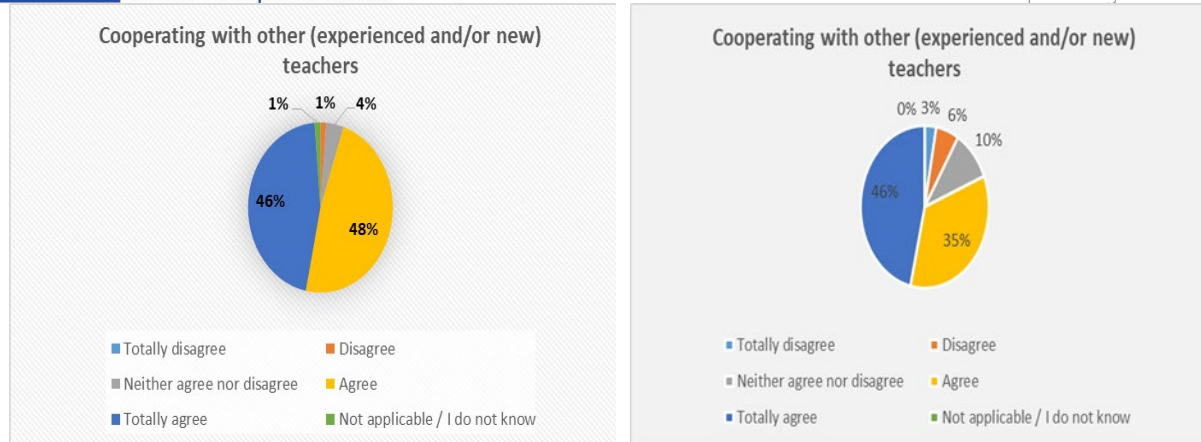 Cooperating with other (experienced and/or new)
teachers
1% 1% 4%
46%
48%
Totally disagree Disagree
Neither agree nor disagree Agree
Totally agree Not applicable / I do not know
Cooperating with other (experienced and/or new)
teachers
0% 3% 6%
10%
46%
35%
Totally disagree Disagree
Neither agree nor disagree Agree
Totally agree Not applicable / I do not know